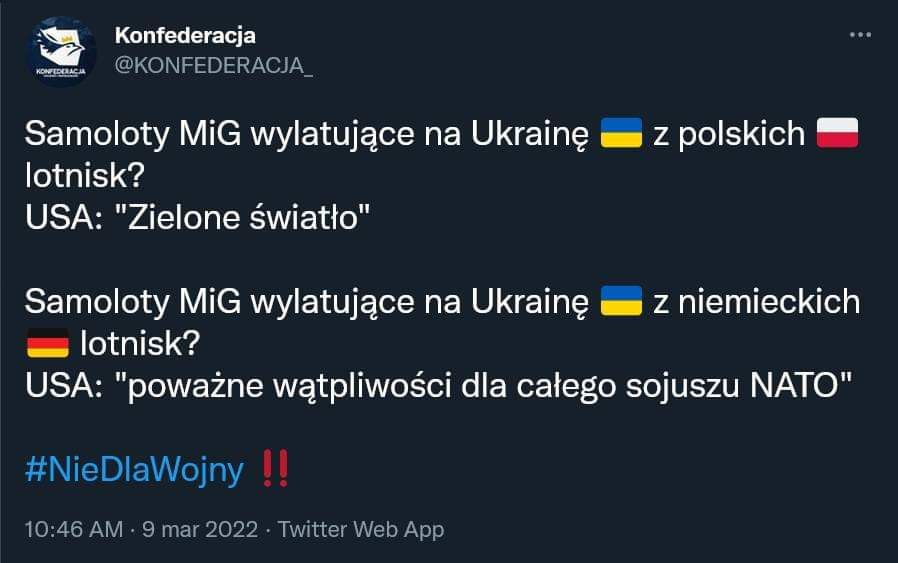 Konfederacja
@KONFEDERACJA_
KONFEDERACJA
Samoloty MiG wylatujące na Ukrainę 🇺🇦 z polskich 🇵🇱
lotnisk?
USA: "Zielone światło"
Samoloty MiG wylatujące na Ukrainę 🇺🇦 z niemieckich
🇩🇪 lotnisk?
USA: "poważne wątpliwości dla całego sojuszu NATO"
#NieDlaWojny ‼️
10:46 AM · 9 mar 2022 · Twitter Web App